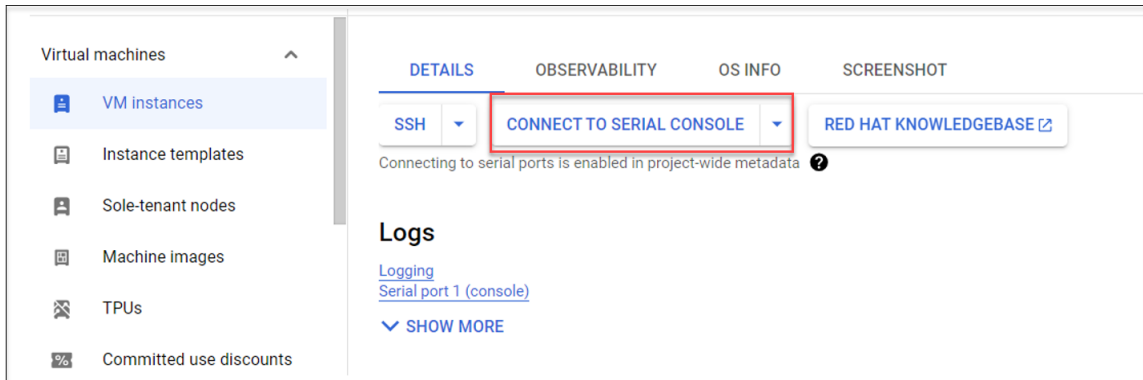 Virtual machines
VM instances
Instance templates
Sole-tenant nodes
Machine images
TPUs
Committed use discounts
DETAILS OBSERVABILITY OS INFO SCREENSHOT
SSH CONNECT TO SERIAL CONSOLE RED HAT KNOWLEDGEBASE
Connecting to serial ports is enabled in project-wide metadata ?
Logs
Logging
Serial port 1 (console)
SHOW MORE